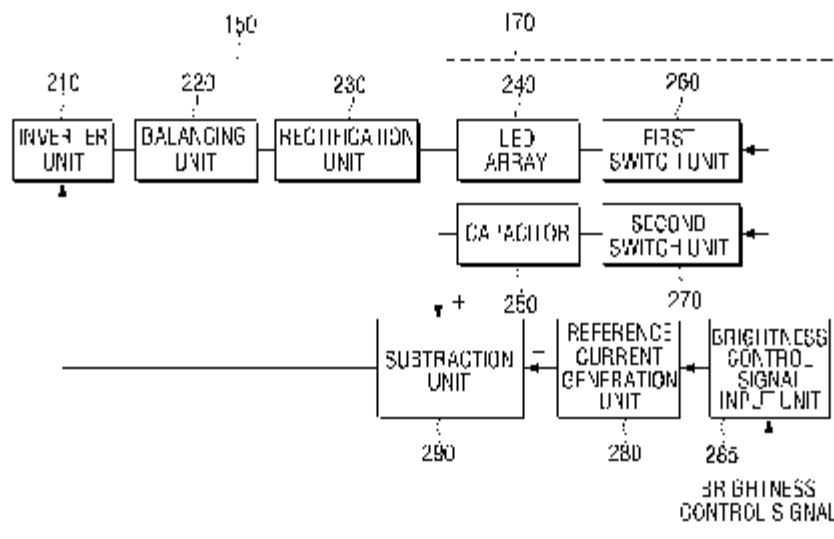 150 170
210 220 230 240 260
INVERTER
UNIT
BALANCING
UNIT
RECTIFICATION
UNIT
LED
ARRAY
FIRST
SWITCH UNIT
CAPACITOR
SECOND
SWITCH UNIT
+ 250 270
SUBTRACTION
UNIT
−
REFERENCE
CURRENT
GENERATION
UNIT
BRIGHTNESS
CONTROL
SIGNAL
INPUT UNIT
290 280 285
BRIGHTNESS
CONTROL SIGNAL